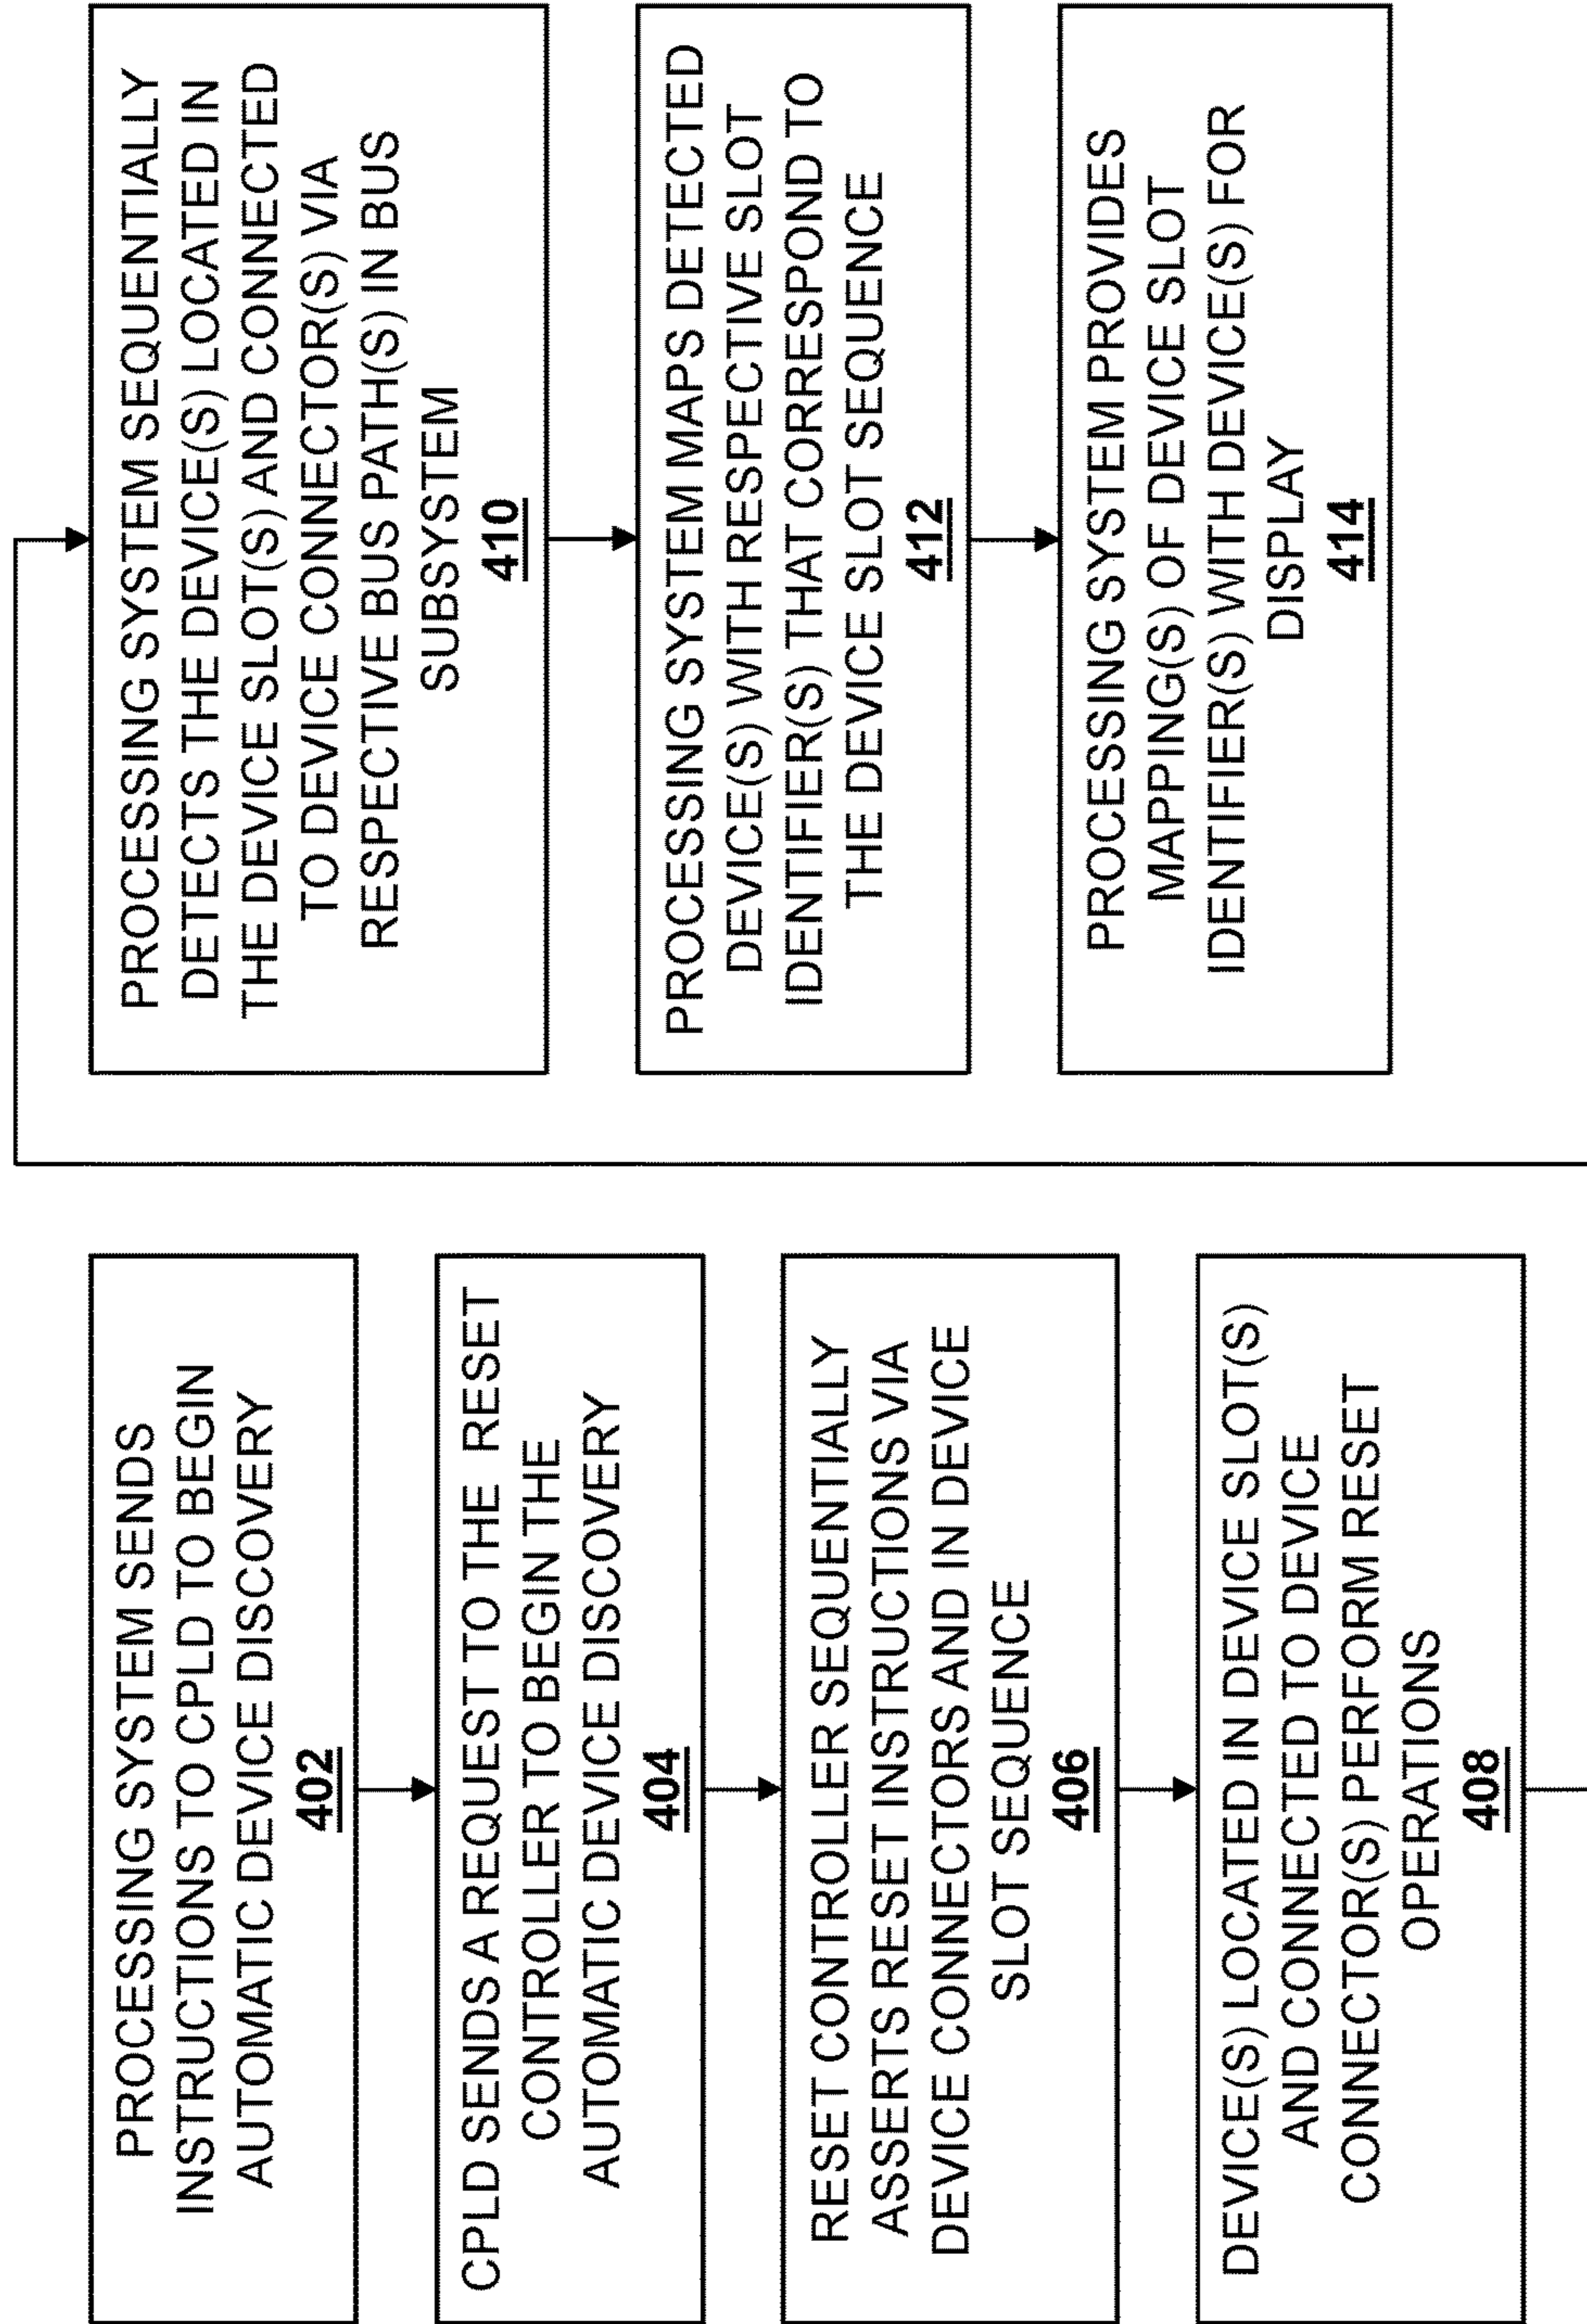 PROCESSING SYSTEM SENDS
INSTRUCTIONS TO CPLD TO BEGIN
AUTOMATIC DEVICE DISCOVERY
402
CPLD SENDS A REQUEST TO THE RESET
CONTROLLER TO BEGIN THE
AUTOMATIC DEVICE DISCOVERY
404
RESET CONTROLLER SEQUENTIALLY
ASSERTS RESET INSTRUCTIONS VIA
DEVICE CONNECTORS AND IN DEVICE
SLOT SEQUENCE
406
DEVICE(S) LOCATED IN DEVICE SLOT(S)
AND CONNECTED TO DEVICE
CONNECTOR(S) PERFORM RESET
OPERATIONS
408
PROCESSING SYSTEM SEQUENTIALLY
DETECTS THE DEVICE(S) LOCATED IN
THE DEVICE SLOT(S) AND CONNECTED
TO DEVICE CONNECTOR(S) VIA
RESPECTIVE BUS PATH(S) IN BUS
SUBSYSTEM
410
PROCESSING SYSTEM MAPS DETECTED
DEVICE(S) WITH RESPECTIVE SLOT
IDENTIFIER(S) THAT CORRESPOND TO
THE DEVICE SLOT SEQUENCE
412
PROCESSING SYSTEM PROVIDES
MAPPING(S) OF DEVICE SLOT
IDENTIFIER(S) WITH DEVICE(S) FOR
DISPLAY
414